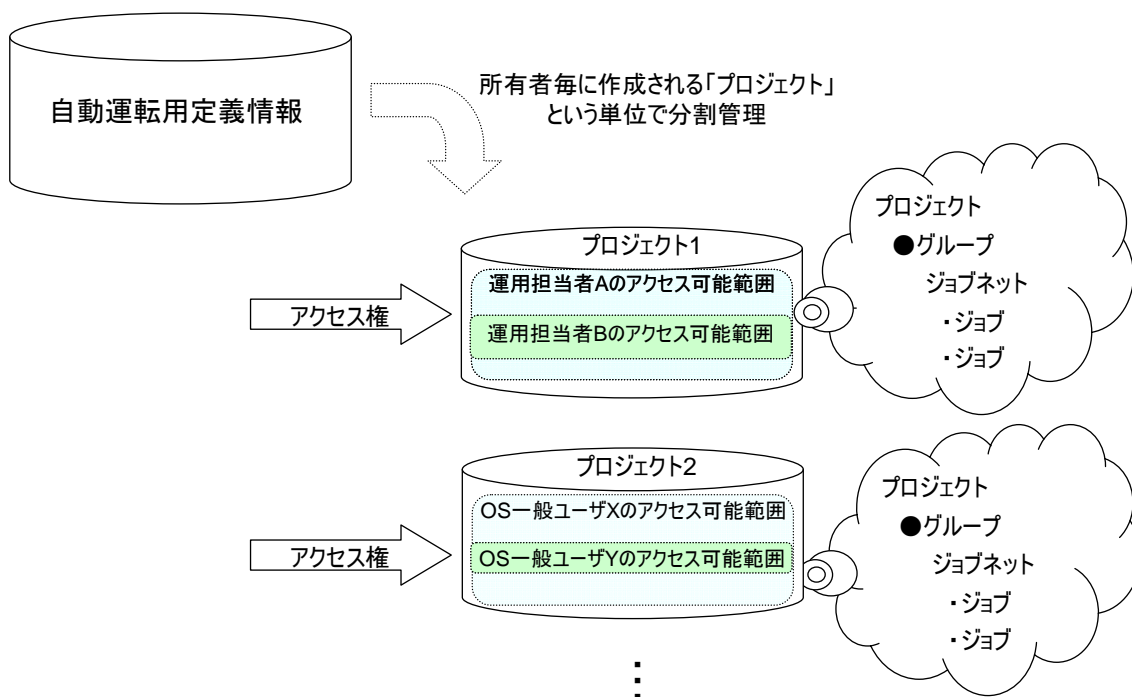 自動運転用定義情報
所有者毎に作成される「プロジェクト」
という単位で分割管理
アクセス権
プロジェクト1
運用担当者Aのアクセス可能範囲
運用担当者Bのアクセス可能範囲
プロジェクト
●グループ
ジョブネット
・ジョブ
・ジョブ
アクセス権
プロジェクト2
OS一般ユーザXのアクセス可能範囲
OS一般ユーザYのアクセス可能範囲
プロジェクト
●グループ
ジョブネット
・ジョブ
・ジョブ